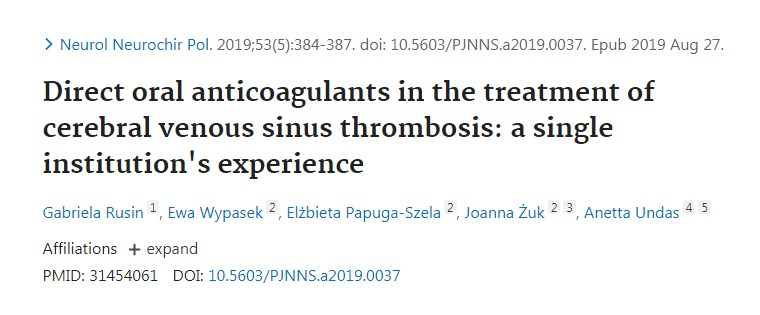 Neurol Neurochir Pol. 2019;53(5):384-387. doi: 10.5603/PJNNS.a2019.0037. Epub 2019 Aug 27.
Direct oral anticoagulants in the treatment of
cerebral venous sinus thrombosis: a single
institution's experience
Gabriela Rusin 1, Ewa Wypasek 2, Elżbieta Papuga-Szela 2, Joanna Żuk 2 3, Anetta Undas 4 5
Affiliations + expand
PMID: 31454061 DOI: 10.5603/PJNNS.a2019.0037